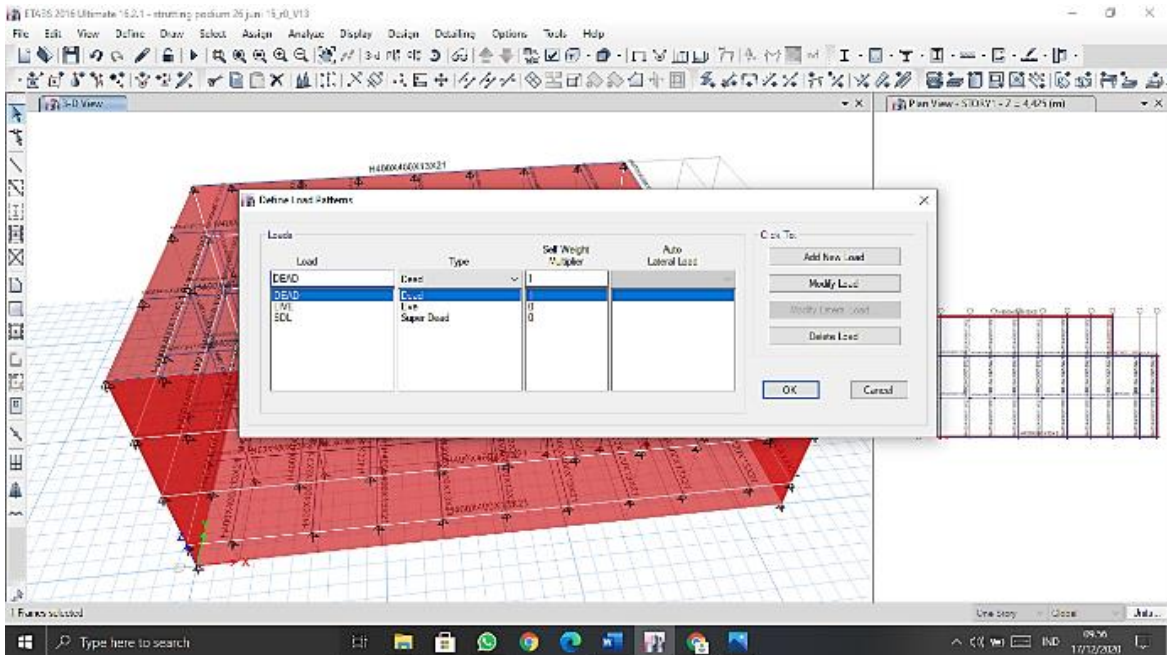 ETABS 2016 Ultimate 16.2.1 - strutting podium 26 juni 15_r0_V13
File Edit View Define Draw Select Assign Analyze Display Design Detailing Options Tools Help
3-D View
Plan View - STORY1 - Z = 4,425 (m)
H400X400X13X21
Define Load Patterns
Loads
Click To:
Load
Type
Self Weight
Multiplier
Auto
Lateral Load
DEAD
Dead
1
DEAD
Dead
1
LIVE
Live
0
SDL
Super Dead
0
Add New Load
Modify Load
Modify Lateral Load
Delete Load
OK
Cancel
1 Frames selected
One Story
Global
Units...
Type here to search
IND
09.56
17/12/2020